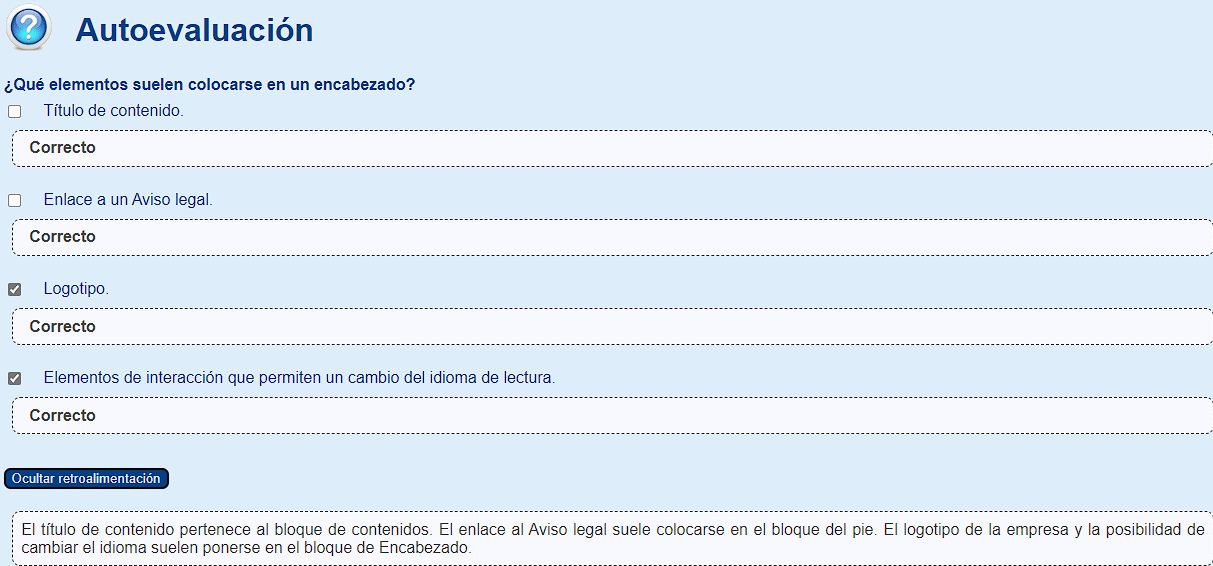 Autoevaluación
¿Qué elementos suelen colocarse en un encabezado?
Título de contenido.
Correcto
Enlace a un Aviso legal.
Correcto
Logotipo.
Correcto
Elementos de interacción que permiten un cambio del idioma de lectura.
Correcto
Ocultar retroalimentación
El título de contenido pertenece al bloque de contenidos. El enlace al Aviso legal suele colocarse en el bloque del pie. El logotipo de la empresa y la posibilidad de
cambiar el idioma suelen ponerse en el bloque de Encabezado.